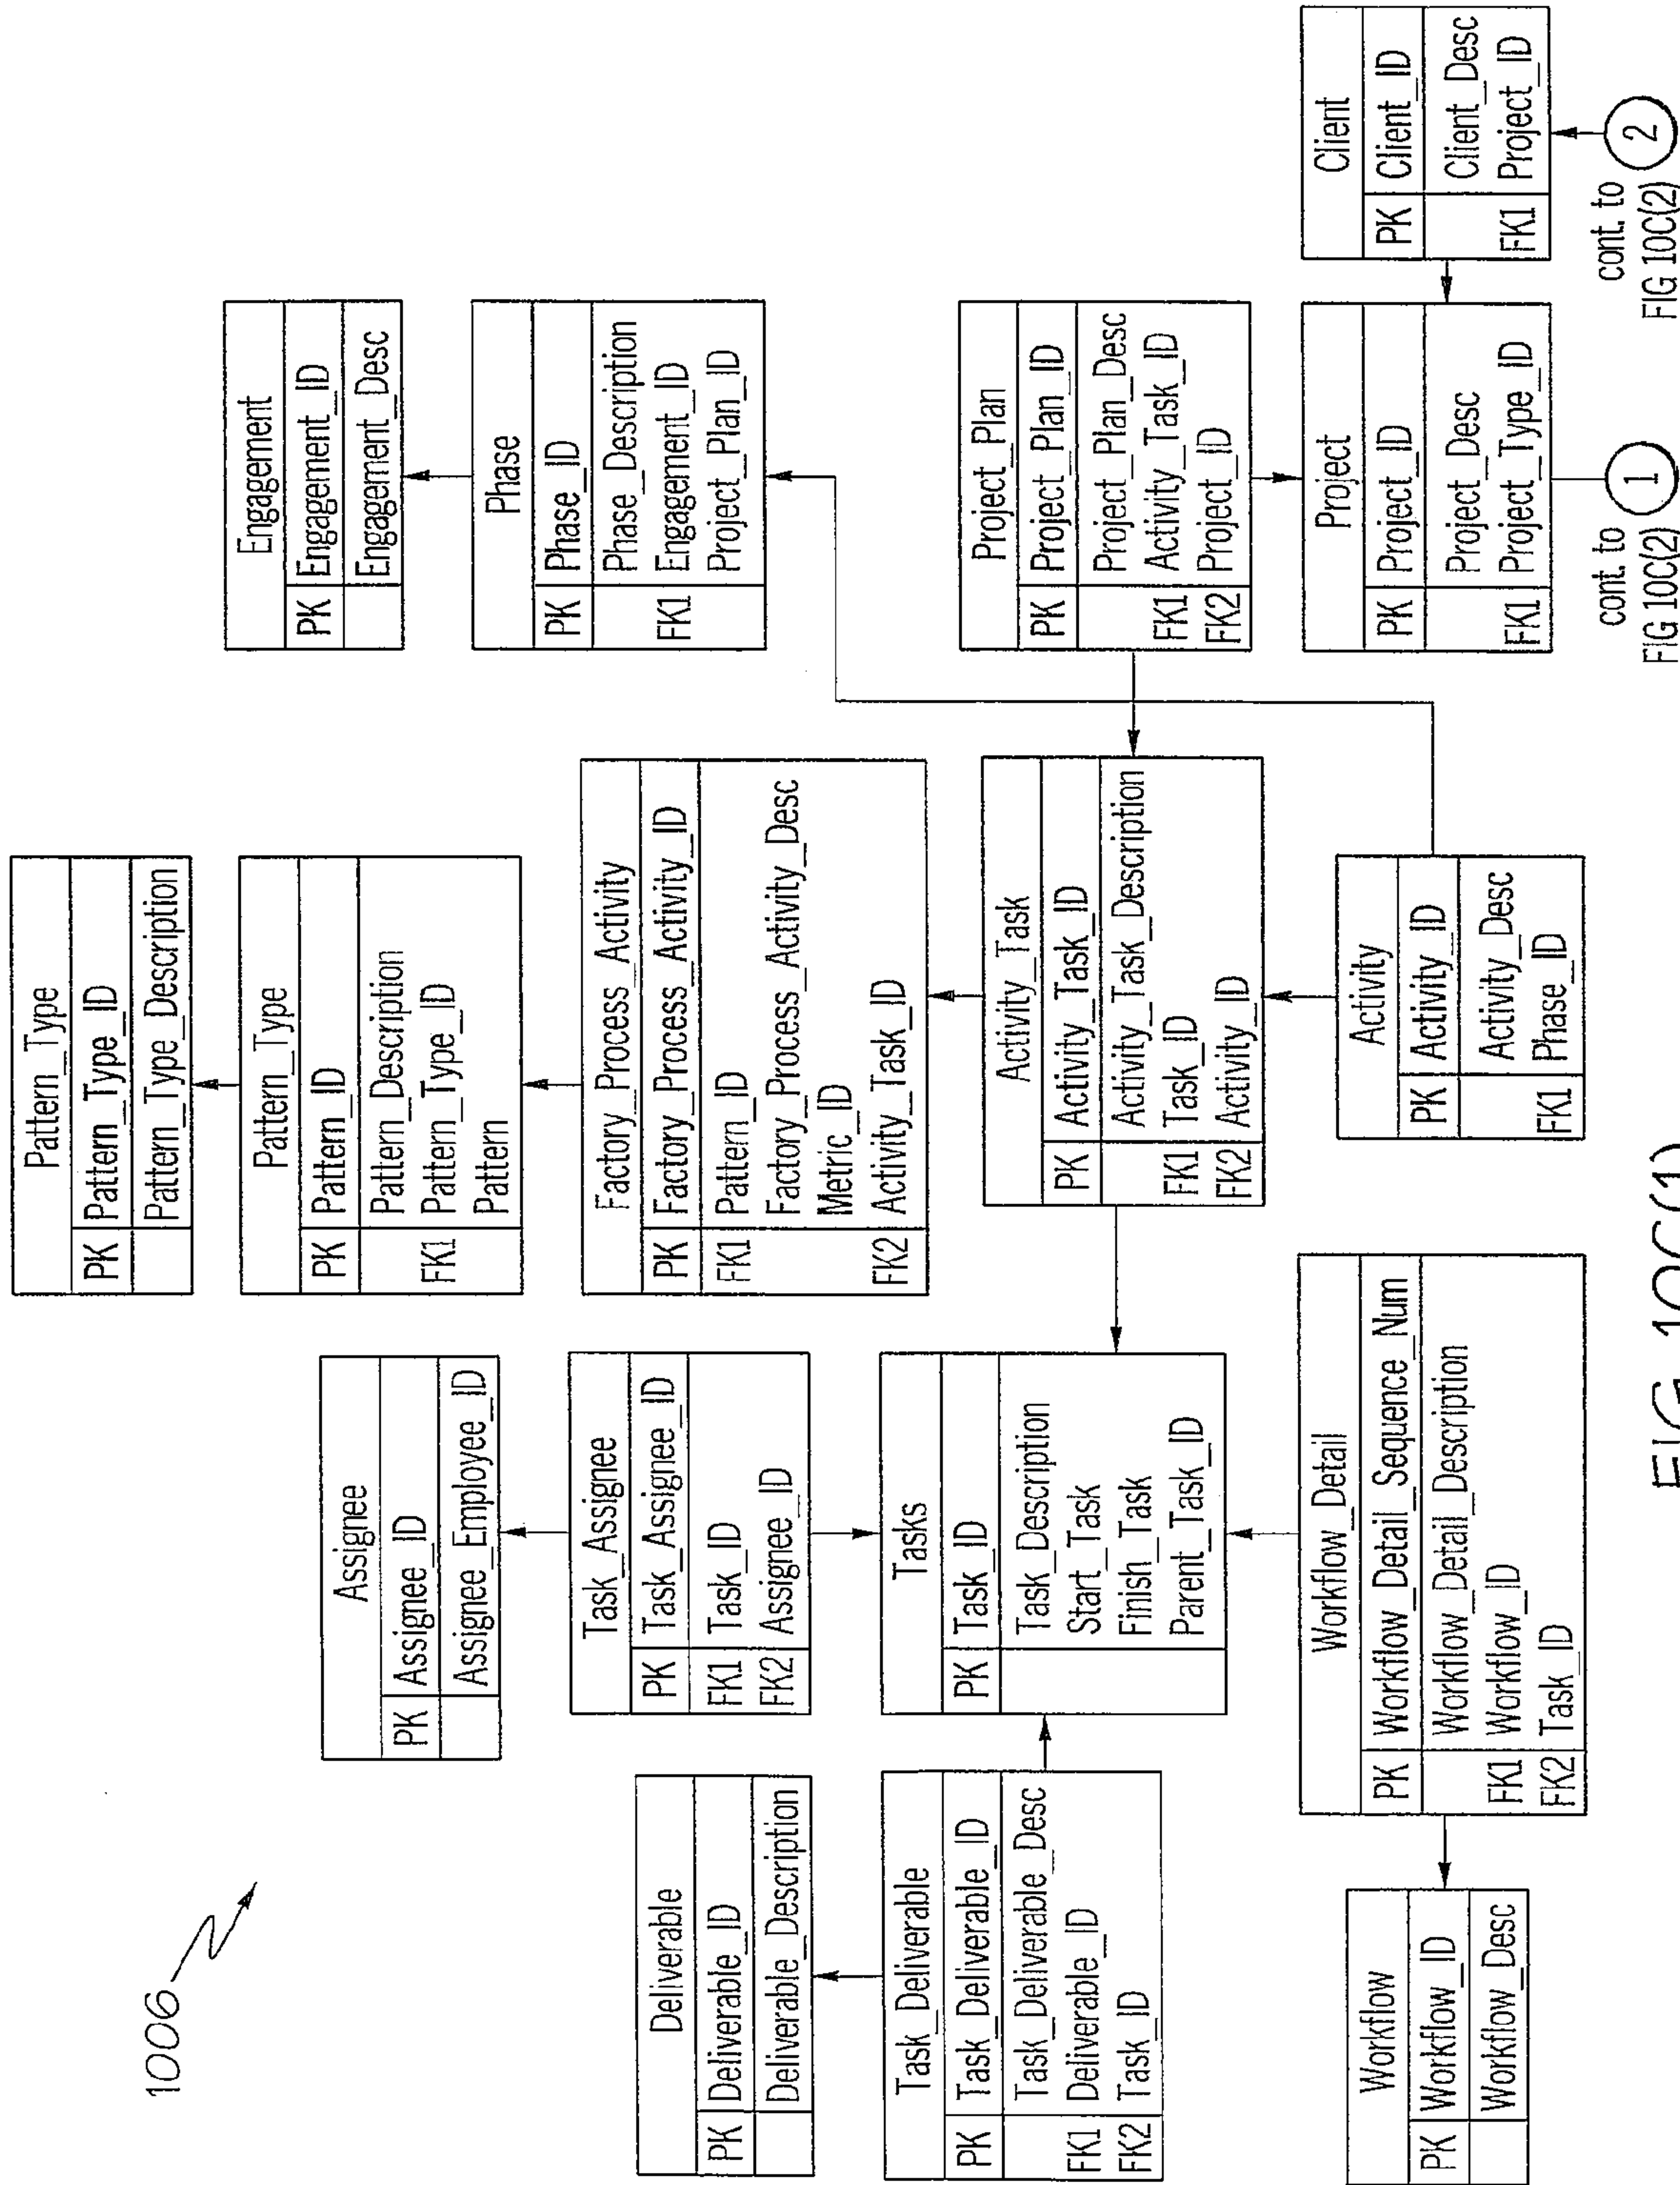 1006
Pattern_Type
PK Pattern_Type_ID
Pattern_Type_Description
Pattern_Type
PK Pattern_ID
Pattern_Description
FK1 Pattern_Type_ID
Pattern
Engagement
PK Engagement_ID
Engagement_Desc
Assignee
PK Assignee_ID
Assignee_Employee_ID
Phase
PK Phase_ID
Phase_Description
FK1 Engagement_ID
Project_Plan_ID
Task_Assignee
PK Task_Assignee_ID
FK1 Task_ID
FK2 Assignee_ID
Factory_Process_Activity
PK Factory_Process_Activity_ID
FK1 Pattern_ID
Factory_Process_Activity_Desc
Metric_ID
FK2 Activity_Task_ID
Deliverable
PK Deliverable_ID
Deliverable_Description
Task_Deliverable
PK Task_Deliverable_ID
Task_Deliverable_Desc
FK1 Deliverable_ID
FK2 Task_ID
Tasks
PK Task_ID
Task_Description
Start_Task
Finish_Task
Parent_Task_ID
Activity_Task
PK Activity_Task_ID
Activity_Task_Description
FK1 Task_ID
FK2 Activity_ID
Project_Plan
PK Project_Plan_ID
Project_Plan_Desc
FK1 Activity_Task_ID
FK2 Project_ID
Workflow
PK Workflow_ID
Workflow_Desc
Workflow_Detail
PK Workflow_Detail_Sequence_Num
Workflow_Detail_Description
FK1 Workflow_ID
FK2 Task_ID
Activity
PK Activity_ID
Activity_Desc
FK1 Phase_ID
Project
PK Project_ID
Project_Desc
FK1 Project_Type_ID
Client
PK Client_ID
Client_Desc
FK1 Project_ID
cont. to
FIG 10C(2)
1
cont. to
FIG 10C(2)
2
FIG 10C(1)